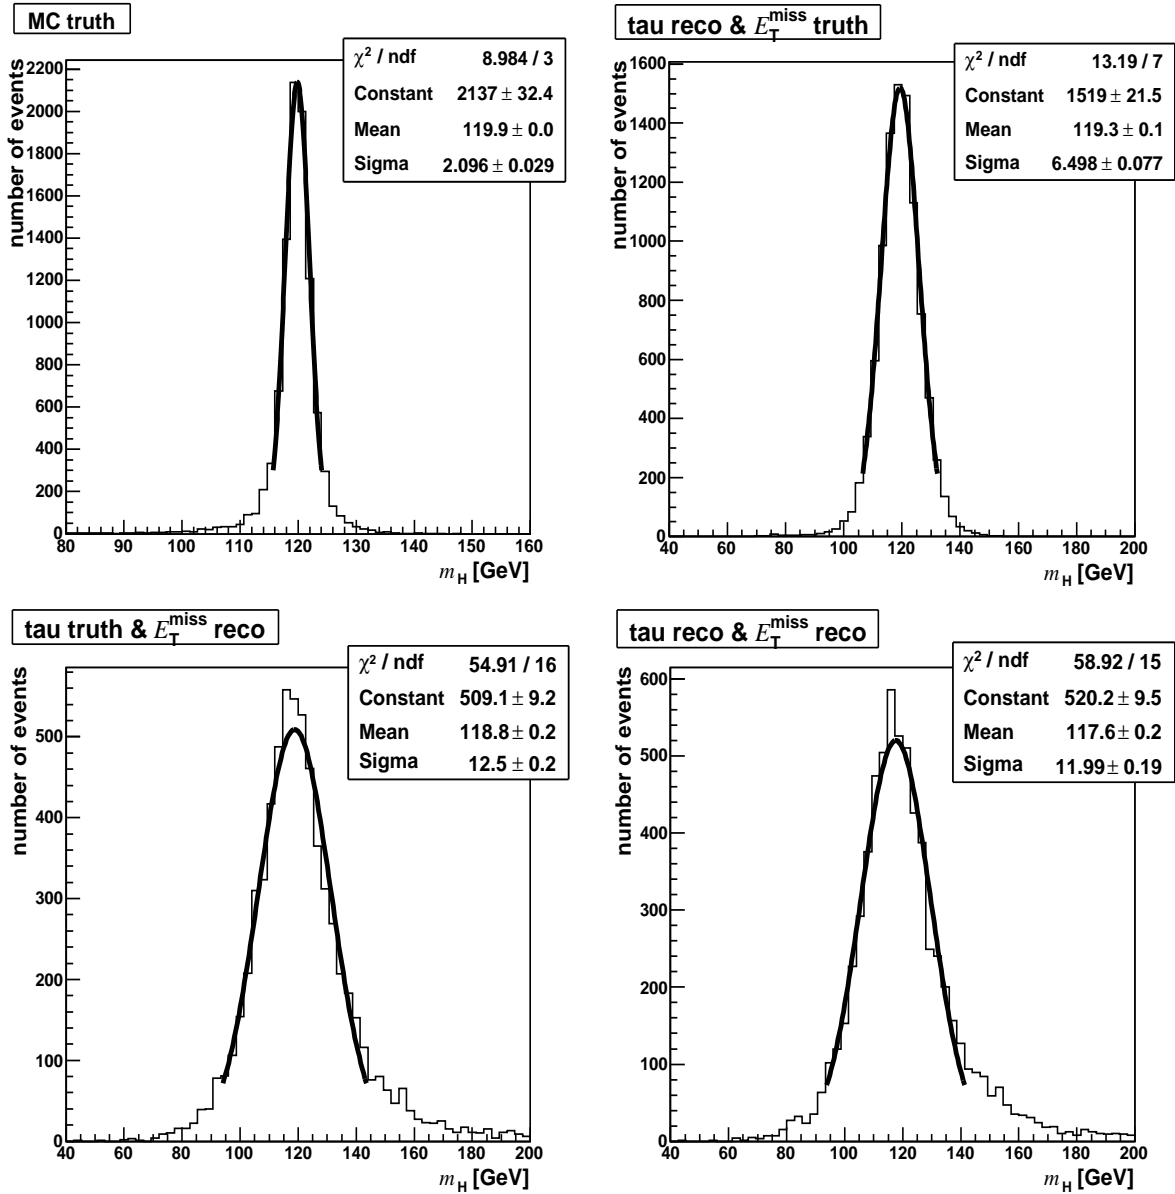 MC truth
χ² / ndf 8.984 / 3
Constant 2137 ± 32.4
Mean 119.9 ± 0.0
Sigma 2.096 ± 0.029
number of events
2200
2000
1800
1600
1400
1200
1000
800
600
400
200
0
80 90 100 110 120 130 140 150 160
m_H [GeV]
tau reco & E_T^miss truth
χ² / ndf 13.19 / 7
Constant 1519 ± 21.5
Mean 119.3 ± 0.1
Sigma 6.498 ± 0.077
number of events
1600
1400
1200
1000
800
600
400
200
0
40 60 80 100 120 140 160 180 200
m_H [GeV]
tau truth & E_T^miss reco
χ² / ndf 54.91 / 16
Constant 509.1 ± 9.2
Mean 118.8 ± 0.2
Sigma 12.5 ± 0.2
number of events
500
400
300
200
100
0
40 60 80 100 120 140 160 180 200
m_H [GeV]
tau reco & E_T^miss reco
χ² / ndf 58.92 / 15
Constant 520.2 ± 9.5
Mean 117.6 ± 0.2
Sigma 11.99 ± 0.19
number of events
600
500
400
300
200
100
0
40 60 80 100 120 140 160 180 200
m_H [GeV]